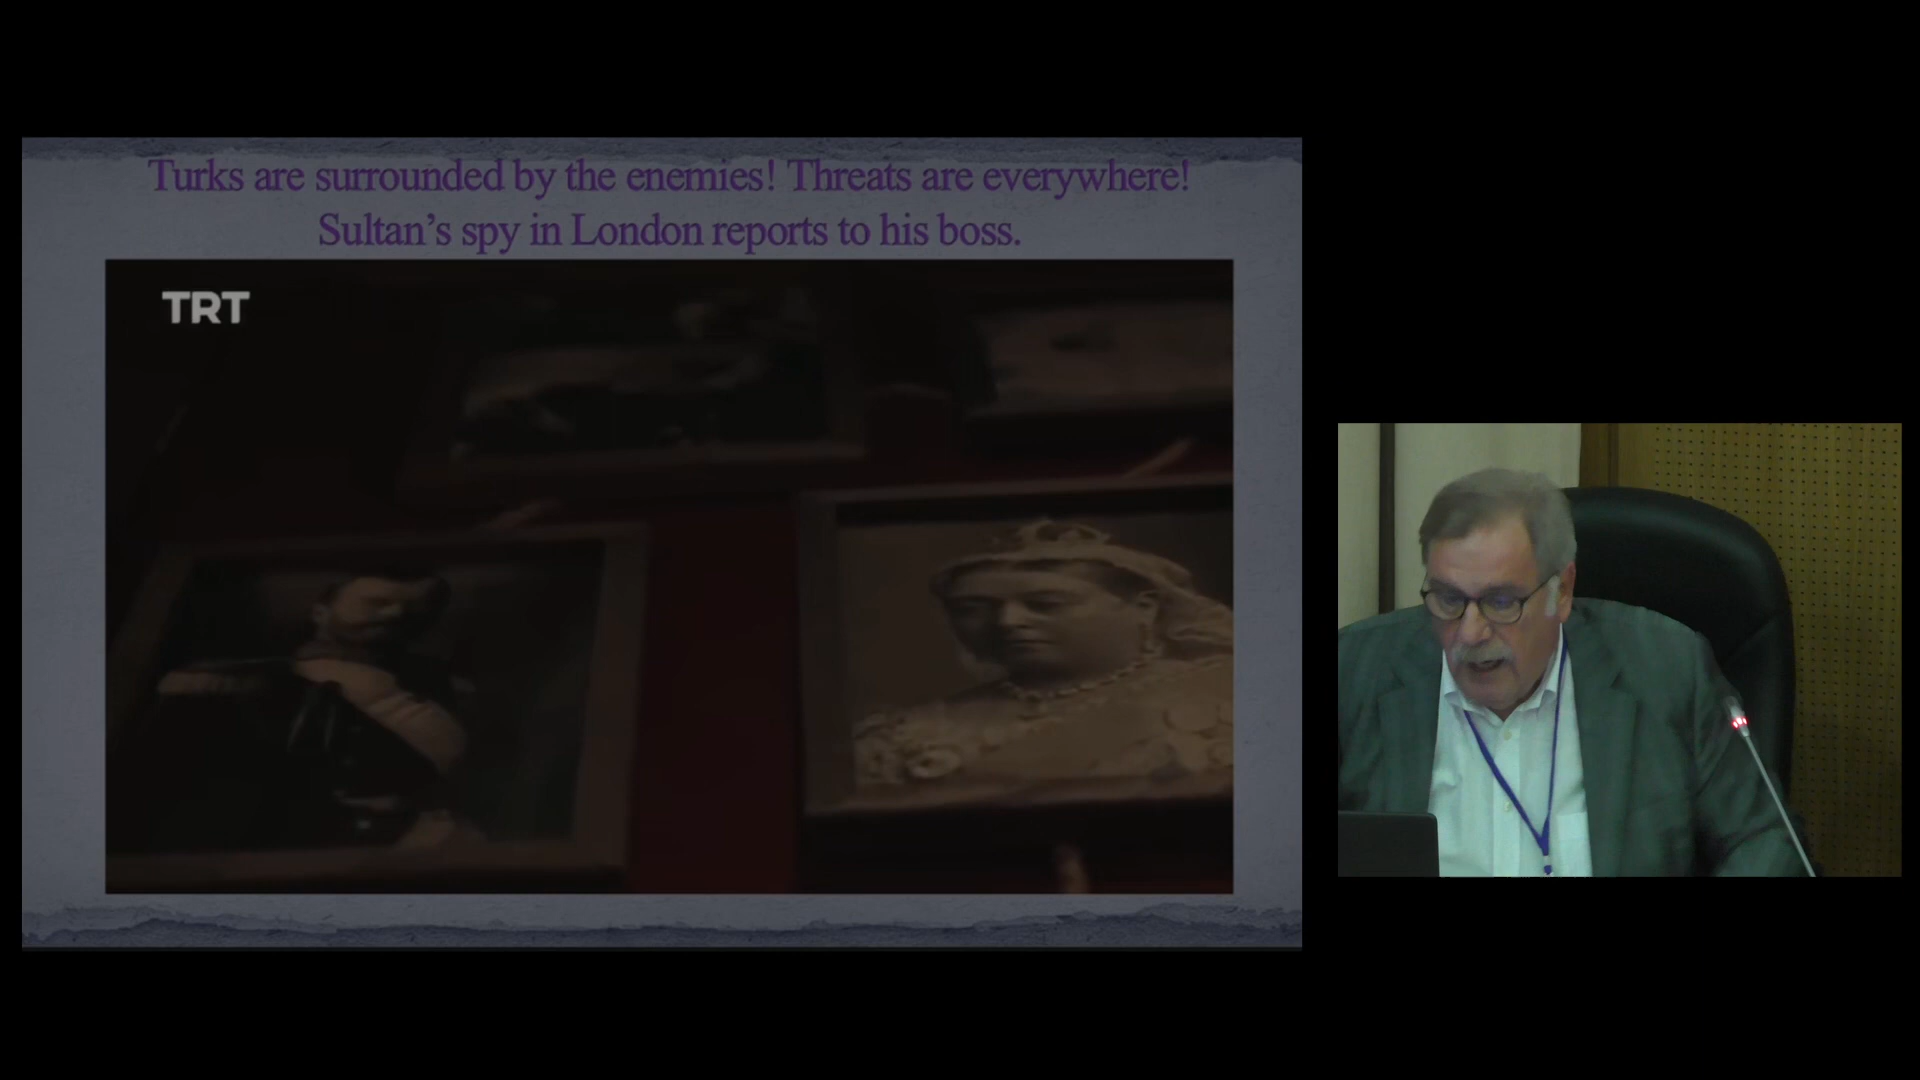 Turks are surrounded by the enemies! Threats are everywhere!
Sultan’s spy in London reports to his boss.
TRT